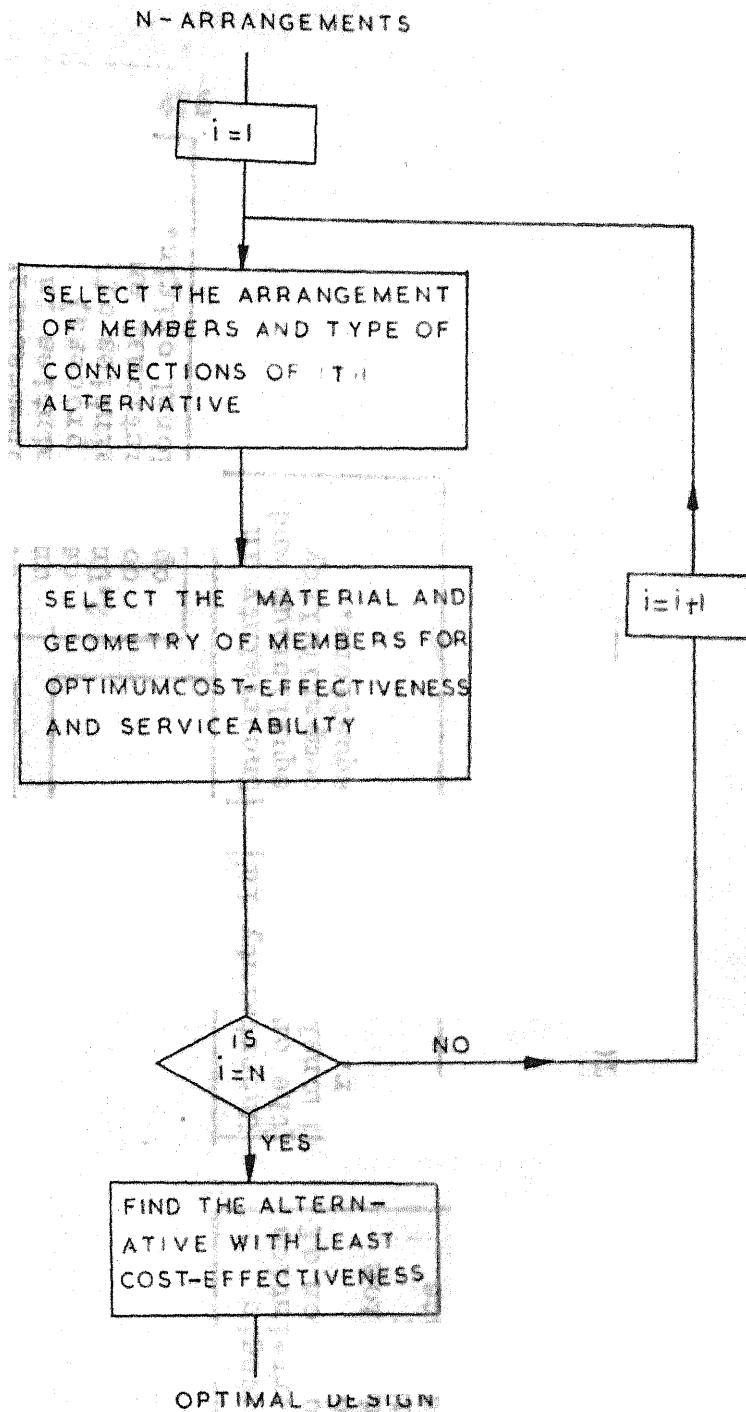 N-ARRANGEMENTS
i=1
SELECT THE ARRANGEMENT
OF MEMBERS AND TYPE OF
CONNECTIONS OF iTH
ALTERNATIVE
SELECT THE MATERIAL AND
GEOMETRY OF MEMBERS FOR
OPTIMUMCOST-EFFECTIVENESS
AND SERVICEABILITY
i=i+1
iS
i=N
NO
YES
FIND THE ALTERN-
ATIVE WITH LEAST
COST-EFFECTIVENESS
OPTIMAL DESIGN